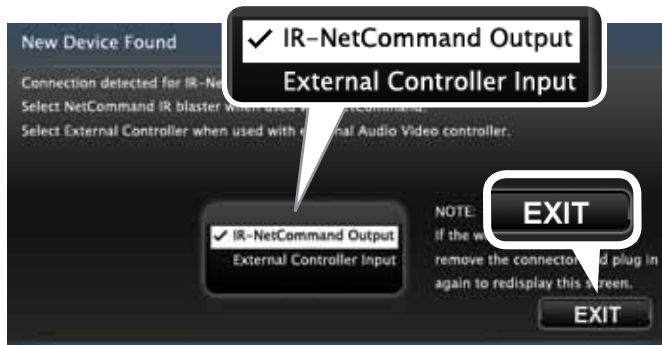 New Device Found
✓ IR-NetCommand Output
External Controller Input
Connection detected for IR-Ne
Select NetCommand IR blaster when used w
Select External Controller when used with e nal Audio Video controller.
✓ IR-NetCommand Output
External Controller Input
NOTE:
EXIT
If the w
remove the connector d plug in
again to redisplay this s een.
EXIT